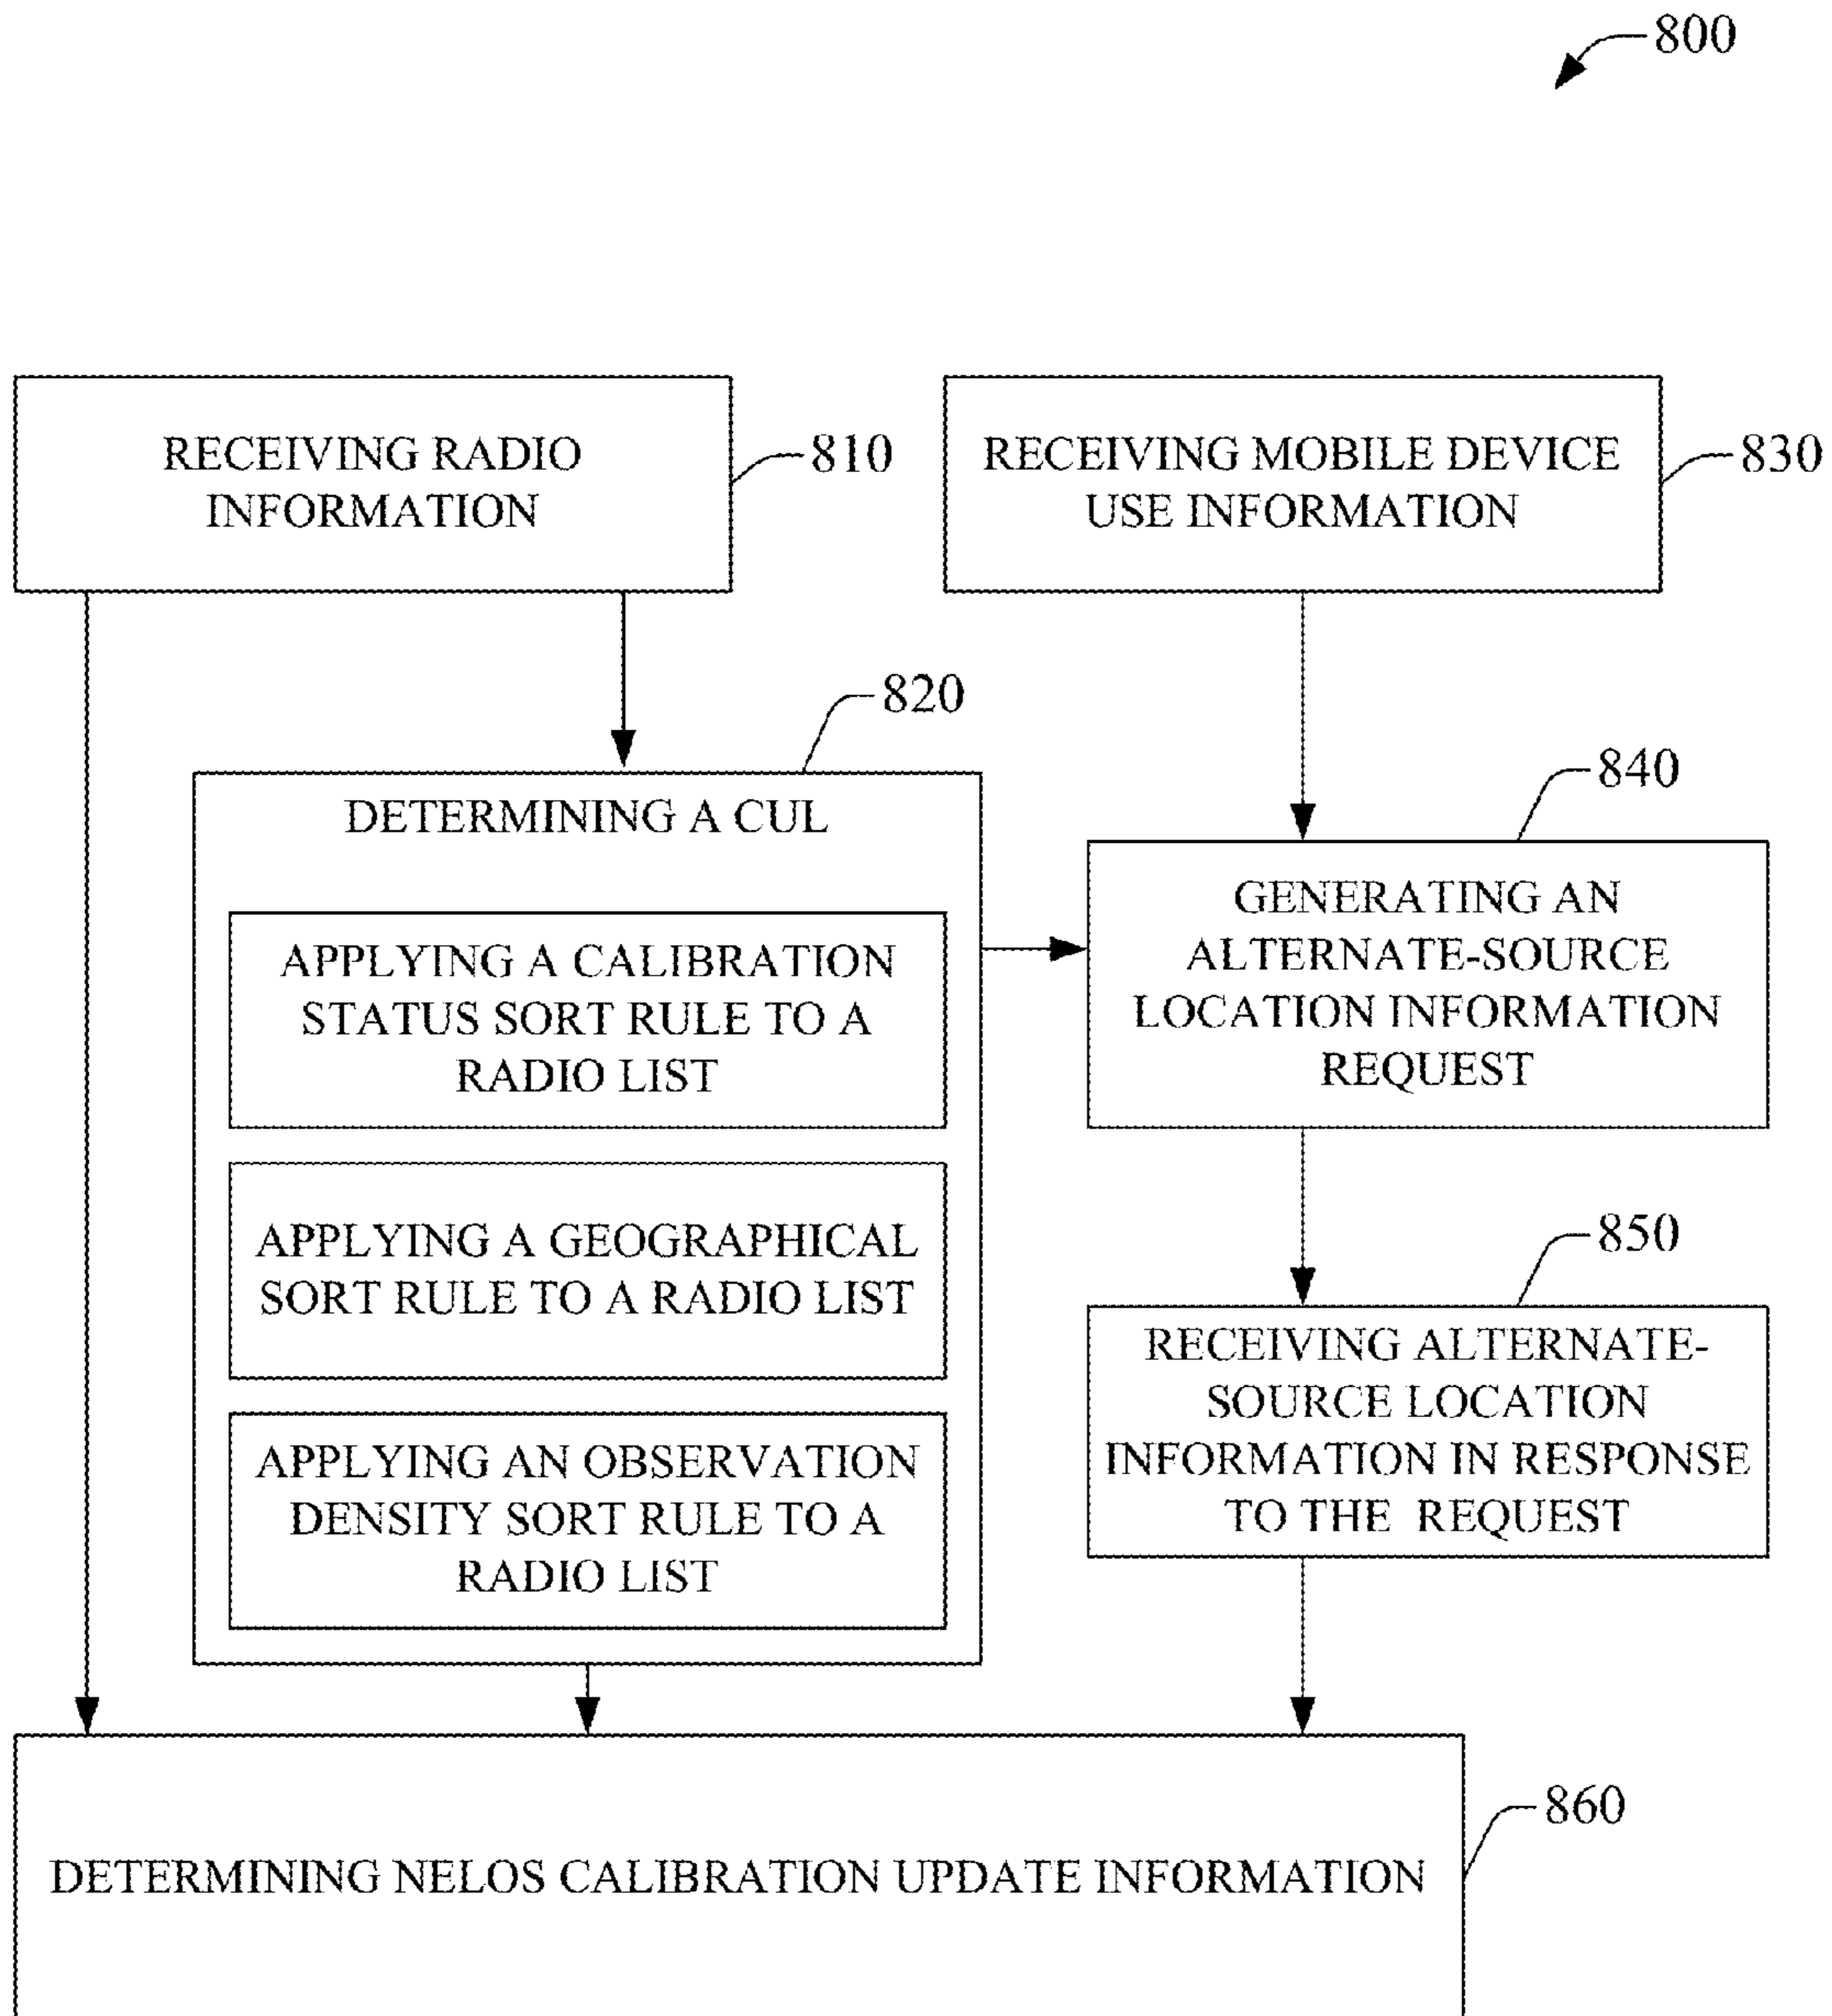 800
RECEIVING RADIO
INFORMATION
810
RECEIVING MOBILE DEVICE
USE INFORMATION
830
820
DETERMINING A CUL
APPLYING A CALIBRATION
STATUS SORT RULE TO A
RADIO LIST
APPLYING A GEOGRAPHICAL
SORT RULE TO A RADIO LIST
APPLYING AN OBSERVATION
DENSITY SORT RULE TO A
RADIO LIST
840
GENERATING AN
ALTERNATE-SOURCE
LOCATION INFORMATION
REQUEST
850
RECEIVING ALTERNATE-
SOURCE LOCATION
INFORMATION IN RESPONSE
TO THE REQUEST
DETERMINING NELOS CALIBRATION UPDATE INFORMATION
860